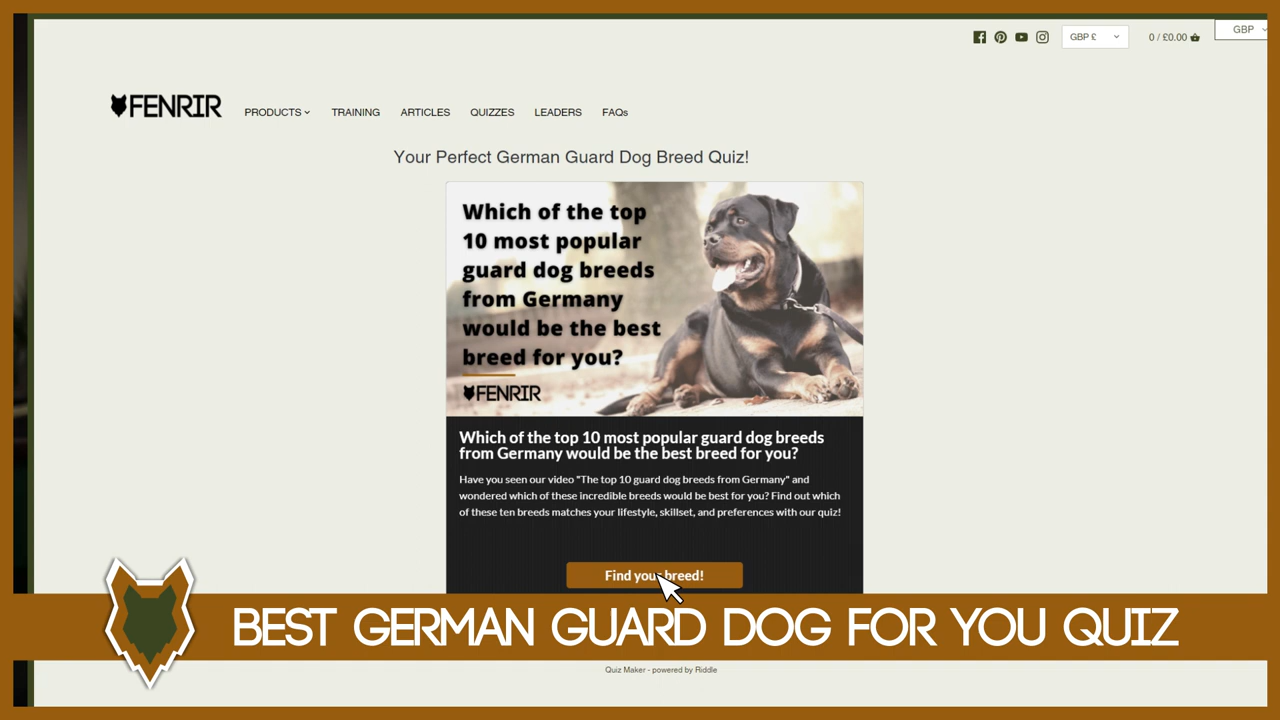 GBP £
0 / £0.00
GBP
FENRIR
PRODUCTS
TRAINING
ARTICLES
QUIZZES
LEADERS
FAQs
Your Perfect German Guard Dog Breed Quiz!
Which of the top
10 most popular
guard dog breeds
from Germany
would be the best
breed for you?
FENRIR
Which of the top 10 most popular guard dog breeds
from Germany would be the best breed for you?
Have you seen our video "The top 10 guard dog breeds from Germany" and
wondered which of these incredible breeds would be best for you? Find out which
of these ten breeds matches your lifestyle, skillset, and preferences with our quiz!
Find your breed!
BEST GERMAN GUARD DOG FOR YOU QUIZ
Quiz Maker - powered by Riddle